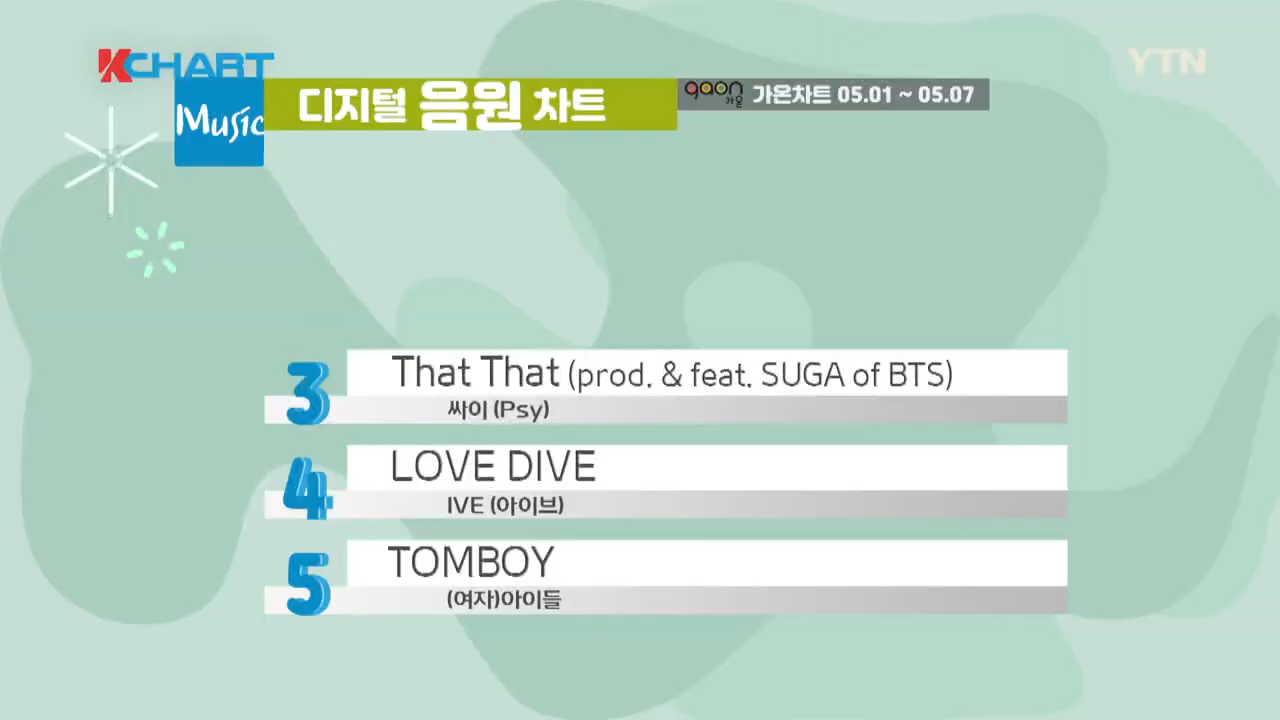 KCHART
YTN
Music
디지털 음원 차트
gaon 가온 가온차트 05.01 ~ 05.07
3
That That (prod. & feat. SUGA of BTS)
싸이 (Psy)
4
LOVE DIVE
IVE (아이브)
5
TOMBOY
(여자)아이들